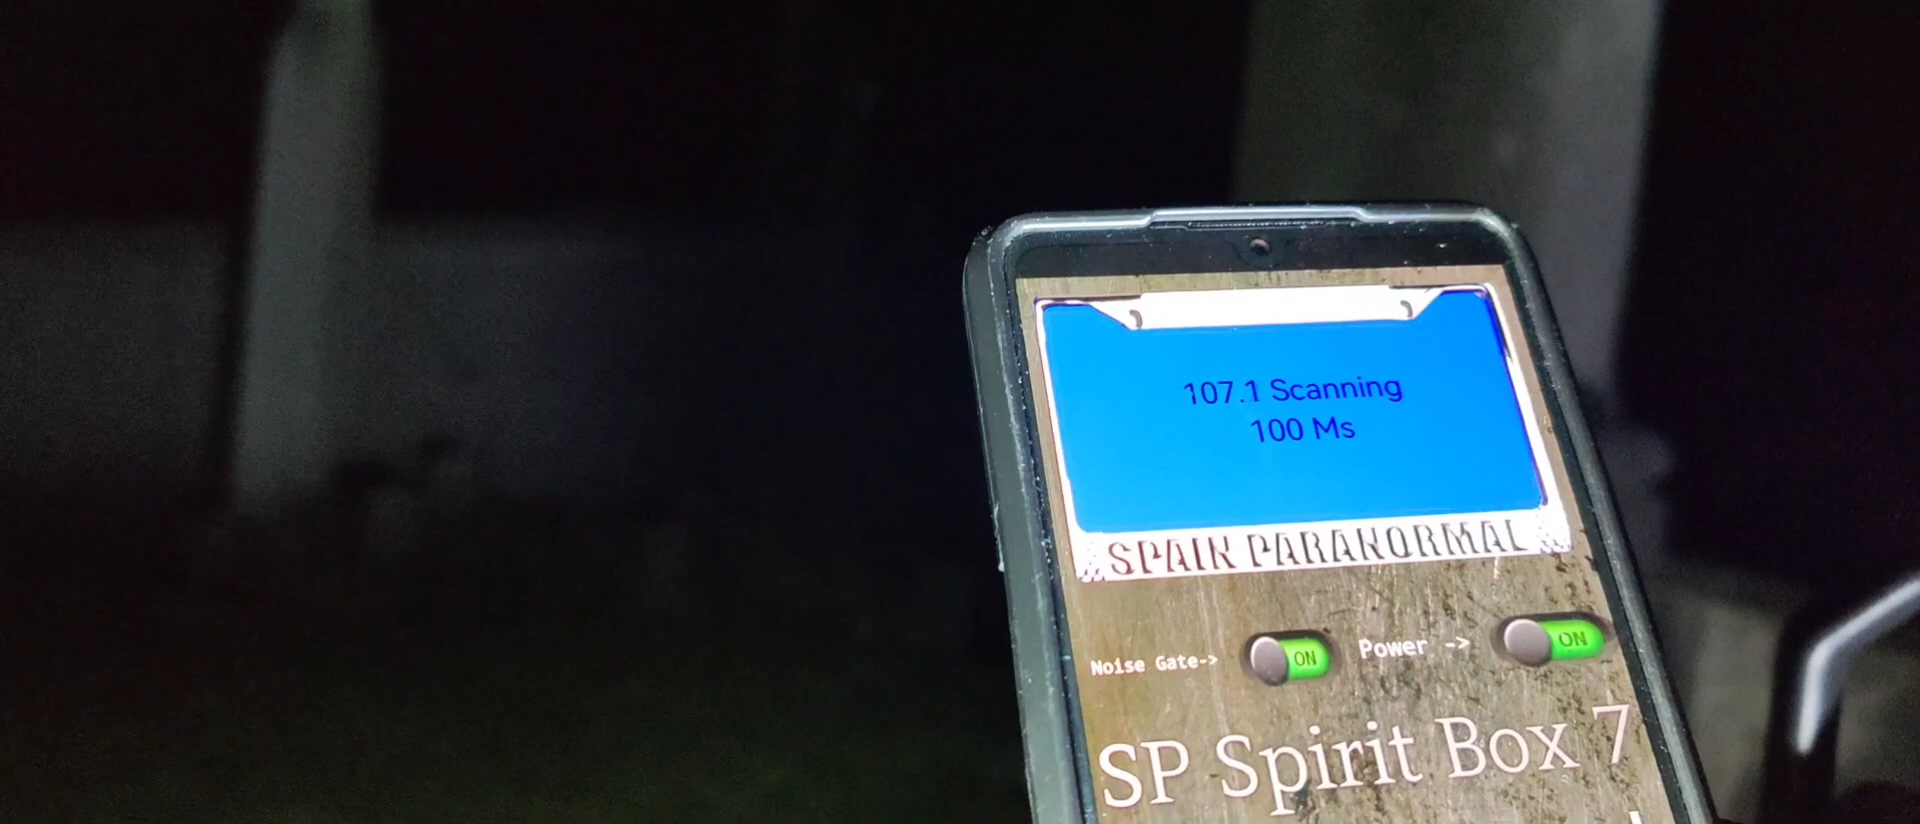 107.1 Scanning
100 Ms
SPAIN PARANORMAL
Noise Gate-> ON Power -> ON
SP Spirit Box 7